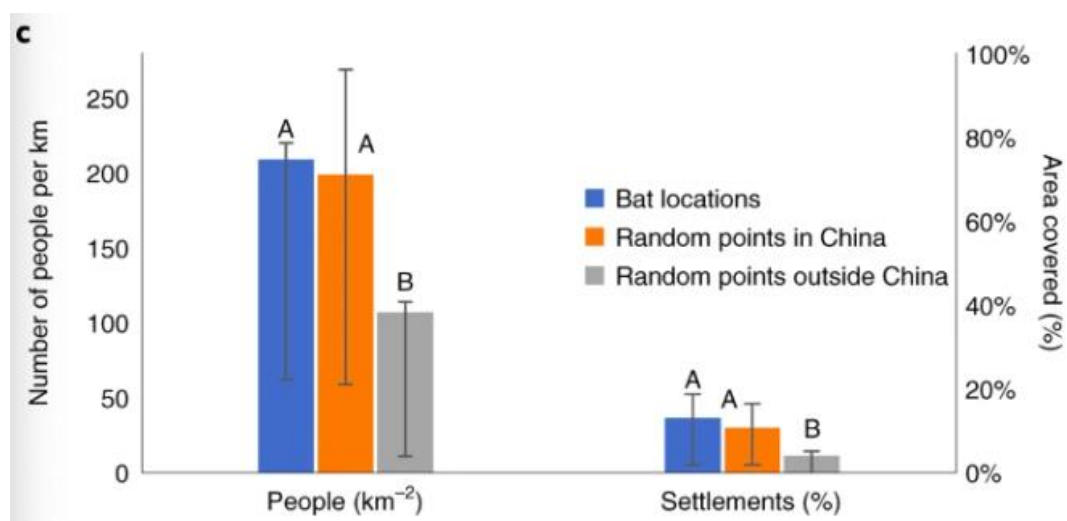 c
Number of people per km
250
200
150
100
50
0
A
A
B
A
A
B
Bat locations
Random points in China
Random points outside China
100%
80%
60%
40%
20%
0%
Area covered (%)
People (km⁻²)
Settlements (%)